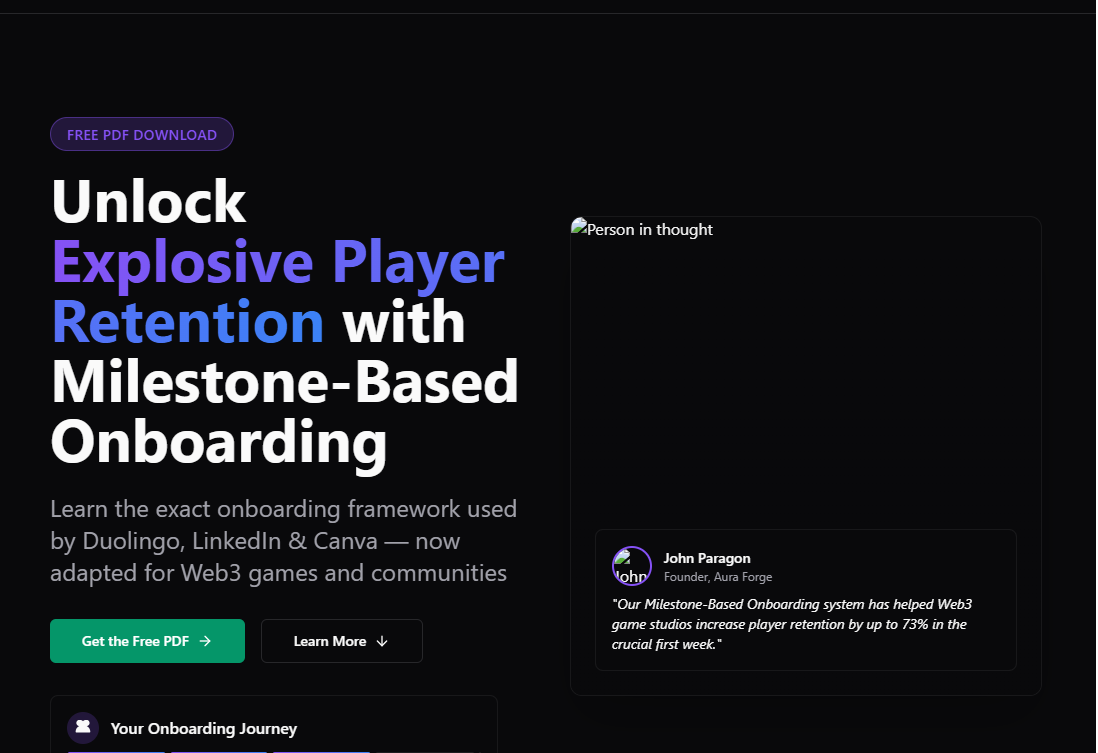 FREE PDF DOWNLOAD
Unlock
Explosive Player
Retention with
Milestone-Based
Onboarding
Learn the exact onboarding framework used
by Duolingo, LinkedIn & Canva — now
adapted for Web3 games and communities
Get the Free PDF →
Learn More ↓
Your Onboarding Journey
Person in thought
John
John Paragon
Founder, Aura Forge
"Our Milestone-Based Onboarding system has helped Web3
game studios increase player retention by up to 73% in the
crucial first week."